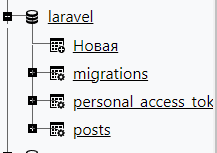 laravel
Новая
migrations
personal_access_tok
posts